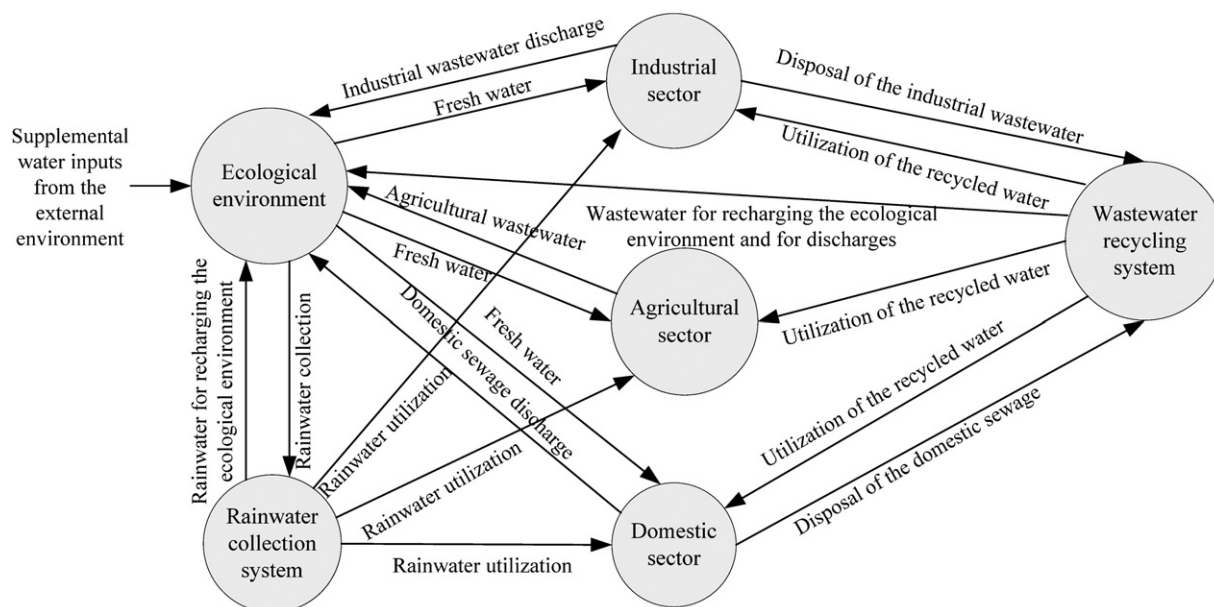 Industrial wastewater discharge
Fresh water
Industrial
sector
Disposal of the industrial wastewater
Utilization of the recycled water
Supplemental
water inputs
from the
external
environment
Ecological
environment
Agricultural wastewater
Fresh water
Wastewater for recharging the ecological
environment and for discharges
Wastewater
recycling
system
Agricultural
sector
Utilization of the recycled water
Rainwater for recharging the
ecological environment
Rainwater collection
Domestic sewage discharge
Fresh water
Rainwater utilization
Rainwater utilization
Rainwater utilization
Utilization of the recycled water
Disposal of the domestic sewage
Rainwater
collection
system
Domestic
sector